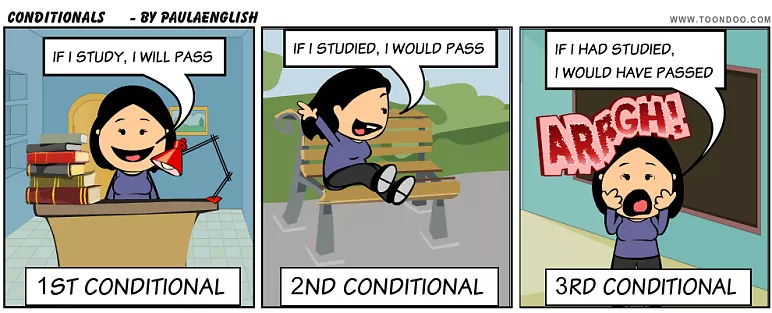 CONDITIONALS - BY PAULAENGLISH
WWW.TOONDOO.COM
IF I STUDY, I WILL PASS
1ST CONDITIONAL
IF I STUDIED, I WOULD PASS
2ND CONDITIONAL
IF I HAD STUDIED,
I WOULD HAVE PASSED
ARRGH!
3RD CONDITIONAL